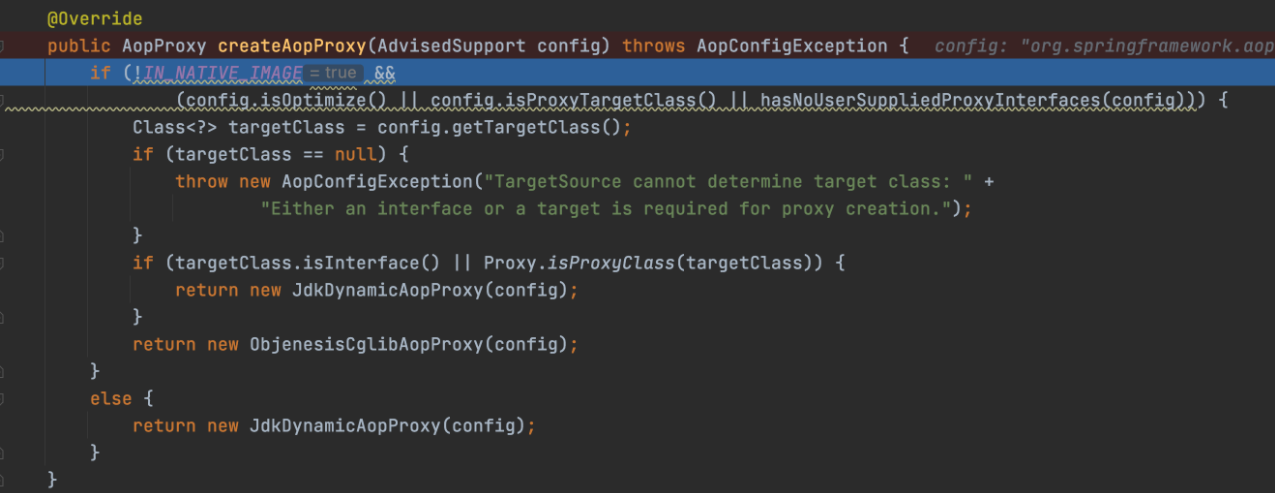 @Override
public AopProxy createAopProxy(AdvisedSupport config) throws AopConfigException { config: "org.springframework.aop
if (!IN_NATIVE_IMAGE = true &&
(config.isOptimize() || config.isProxyTargetClass() || hasNoUserSuppliedProxyInterfaces(config))) {
Class<?> targetClass = config.getTargetClass();
if (targetClass == null) {
throw new AopConfigException("TargetSource cannot determine target class: " +
"Either an interface or a target is required for proxy creation.");
}
if (targetClass.isInterface() || Proxy.isProxyClass(targetClass)) {
return new JdkDynamicAopProxy(config);
}
return new ObjenesisCglibAopProxy(config);
}
else {
return new JdkDynamicAopProxy(config);
}
}